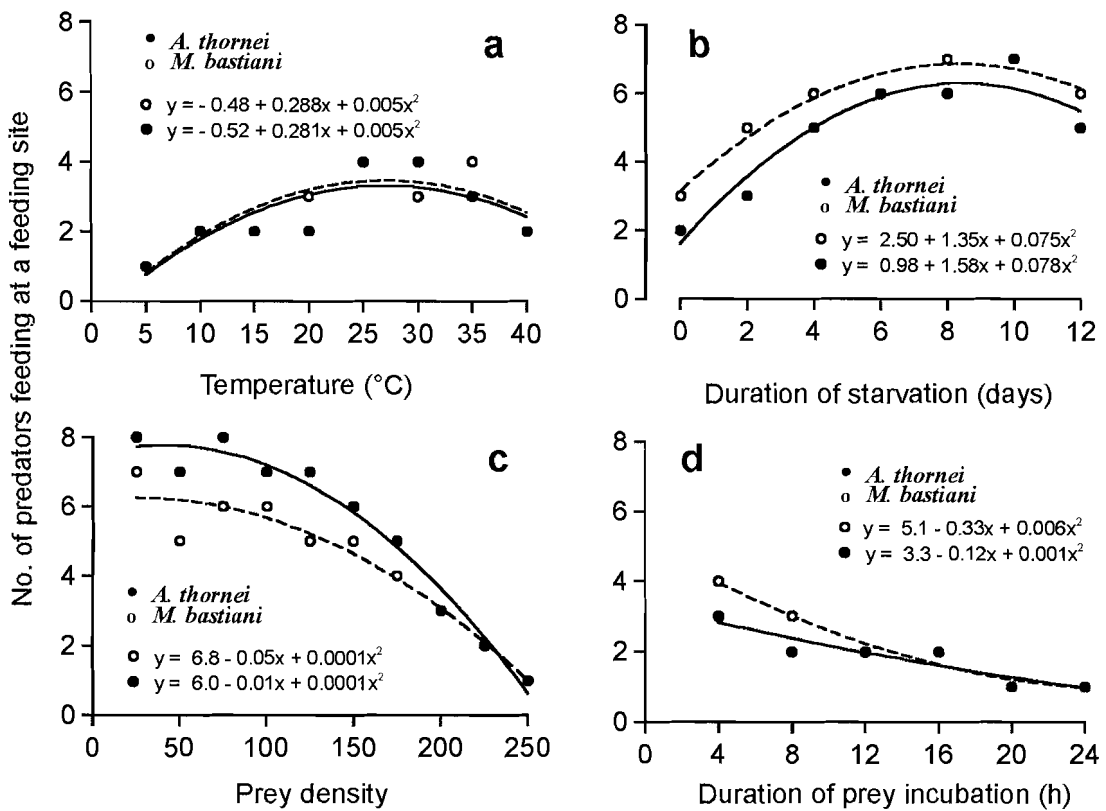 No. of predators feeding at a feeding site
8
6
4
2
0
a
A. thornei
M. bastiani
y = - 0.48 + 0.288x + 0.005x²
y = - 0.52 + 0.281x + 0.005x²
0 5 10 15 20 25 30 35 40
Temperature (°C)
8
6
4
2
0
b
A. thornei
M. bastiani
y = 2.50 + 1.35x + 0.075x²
y = 0.98 + 1.58x + 0.078x²
0 2 4 6 8 10 12
Duration of starvation (days)
8
6
4
2
0
c
A. thornei
M. bastiani
y = 6.8 - 0.05x + 0.0001x²
y = 6.0 - 0.01x + 0.0001x²
0 50 100 150 200 250
Prey density
8
6
4
2
0
d
A. thornei
M. bastiani
y = 5.1 - 0.33x + 0.006x²
y = 3.3 - 0.12x + 0.001x²
0 4 8 12 16 20 24
Duration of prey incubation (h)